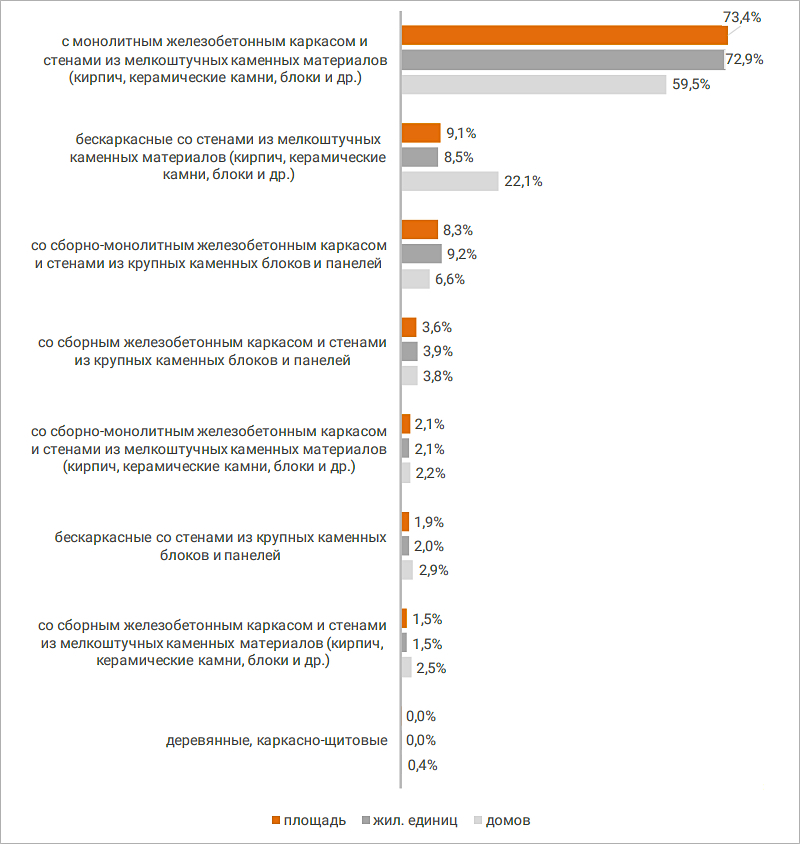 73,4%
с монолитным железобетонным каркасом и
стенами из мелкоштучных каменных материалов
(кирпич, керамические камни, блоки и др.)
72,9%
59,5%
бескаркасные со стенами из мелкоштучных
каменных материалов (кирпич, керамические
камни, блоки и др.)
9,1%
8,5%
22,1%
со сборно-монолитным железобетонным каркасом
и стенами из крупных каменных блоков и панелей
8,3%
9,2%
6,6%
со сборным железобетонным каркасом и стенами
из крупных каменных блоков и панелей
3,6%
3,9%
3,8%
со сборно-монолитным железобетонным каркасом
и стенами из мелкоштучных каменных материалов
(кирпич, керамические камни, блоки и др.)
2,1%
2,1%
2,2%
бескаркасные со стенами из крупных каменных
блоков и панелей
1,9%
2,0%
2,9%
со сборным железобетонным каркасом и стенами
из мелкоштучных каменных материалов (кирпич,
керамические камни, блоки и др.)
1,5%
1,5%
2,5%
деревянные, каркасно-щитовые
0,0%
0,0%
0,4%
площадь жил. единиц домов